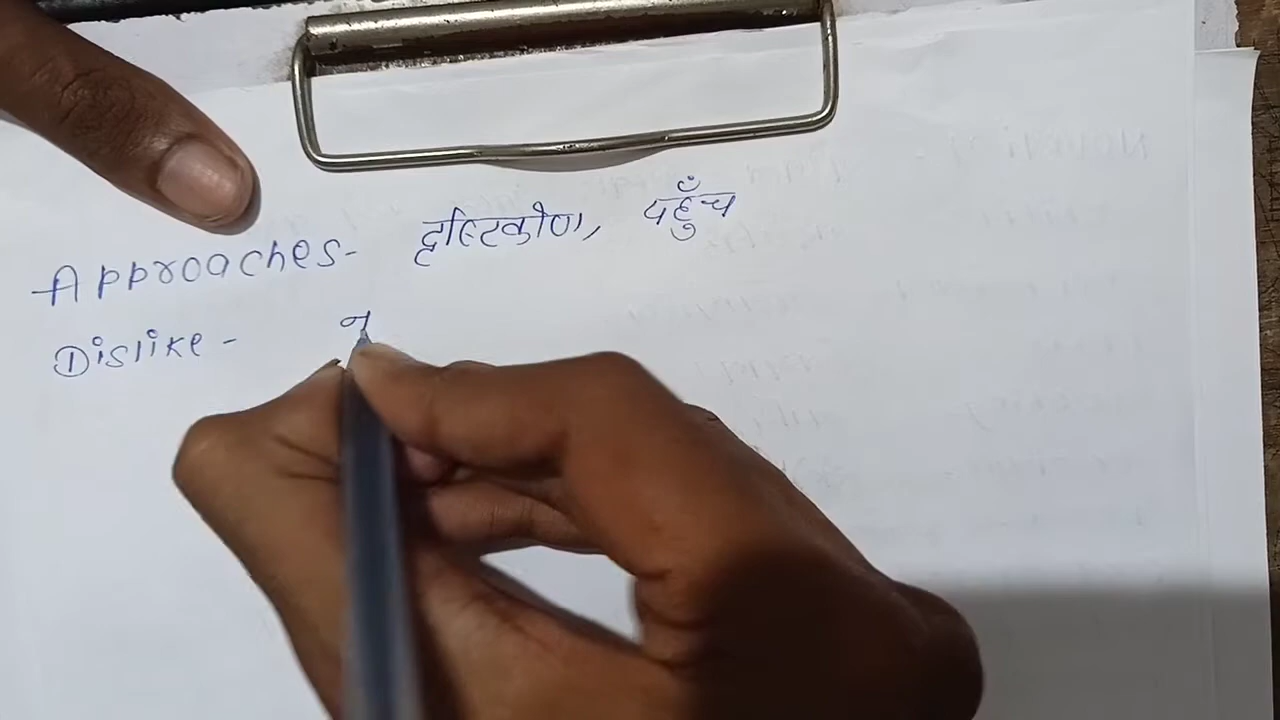 Approaches- दृष्टिकोण, पहुँच
Dislike - न